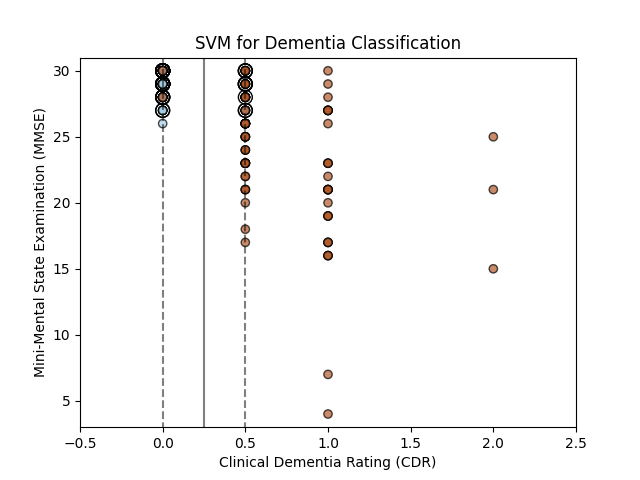 SVM for Dementia Classification
Mini-Mental State Examination (MMSE)
30
25
20
15
10
5
−0.5 0.0 0.5 1.0 1.5 2.0 2.5
Clinical Dementia Rating (CDR)